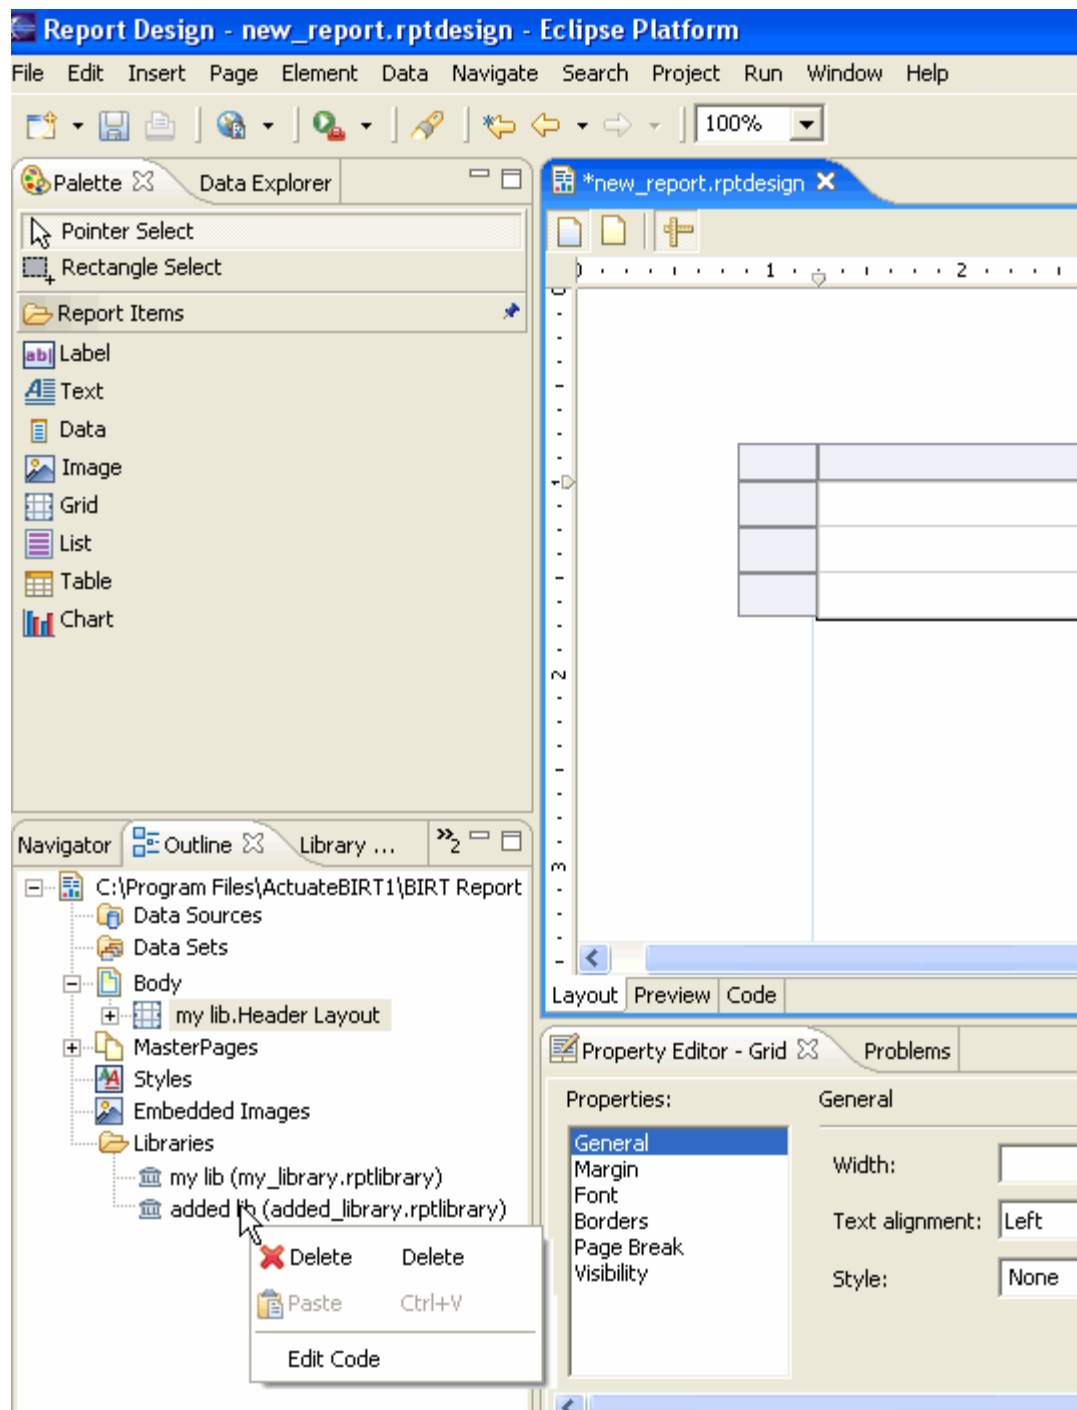 Report Design - new_report.rptdesign - Eclipse Platform
File Edit Insert Page Element Data Navigate Search Project Run Window Help
100%
Palette Data Explorer
*new_report.rptdesign
Pointer Select
Rectangle Select
Report Items
ab| Label
A Text
Data
Image
Grid
List
Table
Chart
0 1 2
1
2
3
Navigator Outline Library ... »2
C:\Program Files\ActuateBIRT1\BIRT Report
Data Sources
Data Sets
Body
my lib.Header Layout
MasterPages
Styles
Embedded Images
Libraries
my lib (my_library.rptlibrary)
added lib (added_library.rptlibrary)
Delete Delete
Paste Ctrl+V
Edit Code
Layout Preview Code
Property Editor - Grid Problems
Properties:
General
Margin
Font
Borders
Page Break
Visibility
General
Width:
Text alignment: Left
Style: None